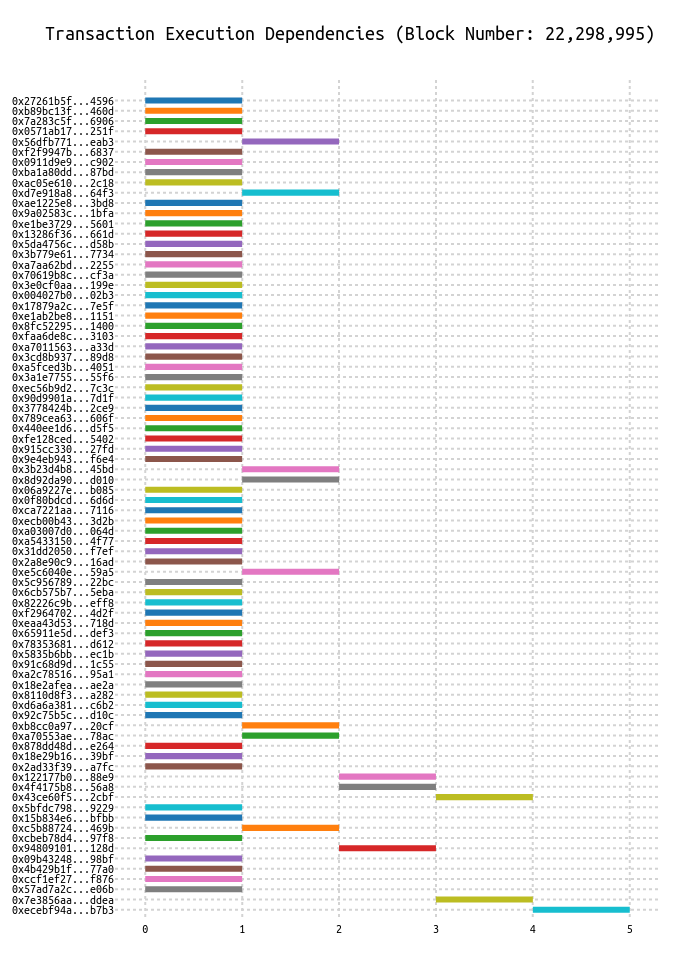 Transaction Execution Dependencies (Block Number: 22,298,995)
0x27261b5f...4596
0xb89bc13f...460d
0x7a283c5f...6906
0x0571ab17...251f
0x56dfb771...eab3
0xf2f9947b...6837
0x0911d9e9...c902
0xba1a80dd...87bd
0xac05e610...2c18
0xd7e918a8...64f3
0xae1225e8...3bd8
0x9a02583c...1bfa
0xe1be3729...5601
0x13286f36...661d
0x5da4756c...d58b
0x3b779e61...7734
0xa7aa62bd...2255
0x70619b8c...cf3a
0x3e0cf0aa...199e
0x004027b0...02b3
0x17879a2c...7e5f
0xe1ab2be8...1151
0x8fc52295...1400
0xfaa6de8c...3103
0xa7011563...a33d
0x3cd8b937...89d8
0xa5fced3b...4051
0x3a1e7755...55f6
0xec56b9d2...7c3c
0x90d9901a...7d1f
0x3778424b...2ce9
0x789cea63...606f
0x440ee1d6...d5f5
0xfe128ced...5402
0x915cc330...27fd
0x9e4eb943...f6e4
0x3b23d4b8...45bd
0x8d92da90...d010
0x06a9227e...b085
0x0f80bdcd...6d6d
0xca7221aa...7116
0xecb00b43...3d2b
0xa03007d0...064d
0xa5433150...4f77
0x31dd2050...f7ef
0x2a8e90c9...16ad
0xe5c6040e...59a5
0x5c956789...22bc
0x6cb575b7...5eba
0x82226c9b...eff8
0xf2964702...4d2f
0xeaa43d53...718d
0x65911e5d...def3
0x78353681...d612
0x5835b6bb...ec1b
0x91c68d9d...1c55
0xa2c78516...95a1
0x18e2afea...ae2a
0x8110d8f3...a282
0xd6a6a381...c6b2
0x92c75b5c...d10c
0xb8cc0a97...20cf
0xa70553ae...78ac
0x878dd48d...e264
0x18e29b16...39bf
0x2ad33f39...a7fc
0x122177b0...88e9
0x4f4175b8...56a8
0x43ce60f5...2cbf
0x5bfdc798...9229
0x15b834e6...bfbb
0xc5b88724...469b
0xcbeb78d4...97f8
0x94809101...128d
0x09b43248...98bf
0x4b429b1f...77a0
0xccf1ef27...f876
0x57ad7a2c...e06b
0x7e3856aa...ddea
0xecebf94a...b7b3
0 1 2 3 4 5